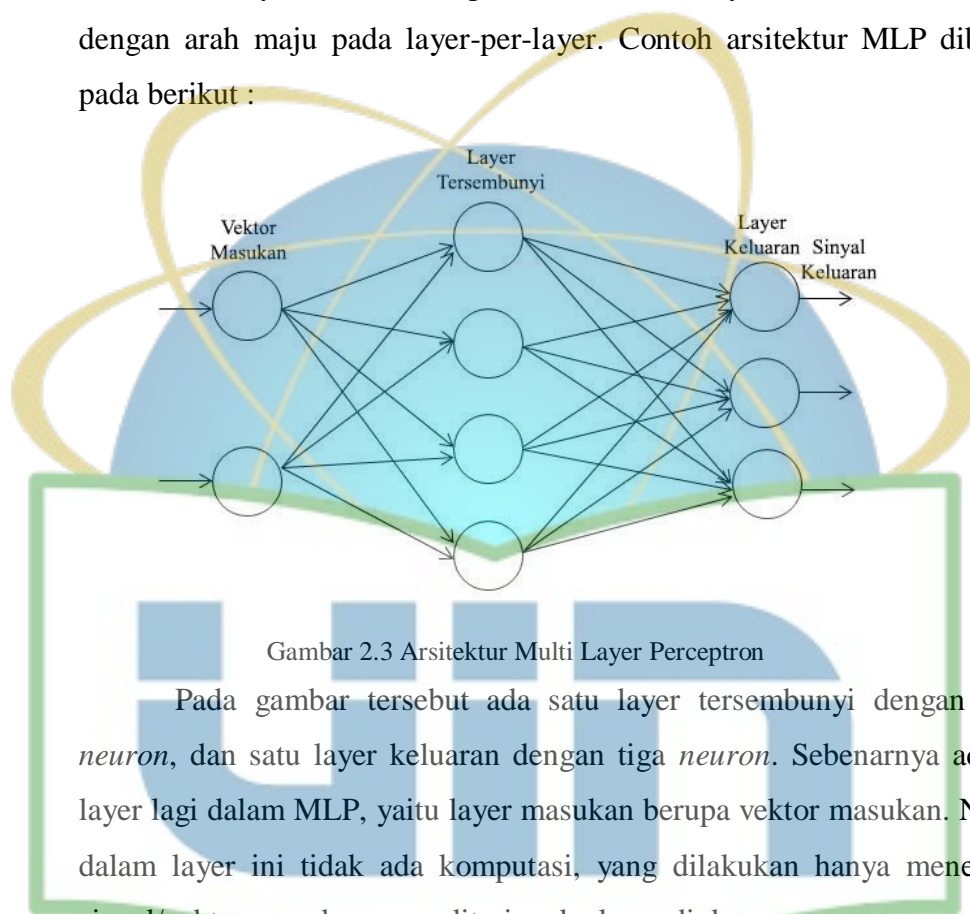 dengan arah maju pada layer-per-layer. Contoh arsitektur MLP
pada berikut :
Layer
Tersembunyi
Vektor
Masukan
Layer
Keluaran
Sinyal
Keluaran
Gambar 2.3 Arsitektur Multi Layer Perceptron
Pada gambar tersebut ada satu layer tersembunyi dengan
neuron, dan satu layer keluaran dengan tiga neuron. Sebenarnya
layer lagi dalam MLP, yaitu layer masukan berupa vektor masukan.
dalam layer ini tidak ada komputasi, yang dilakukan hanya
uin